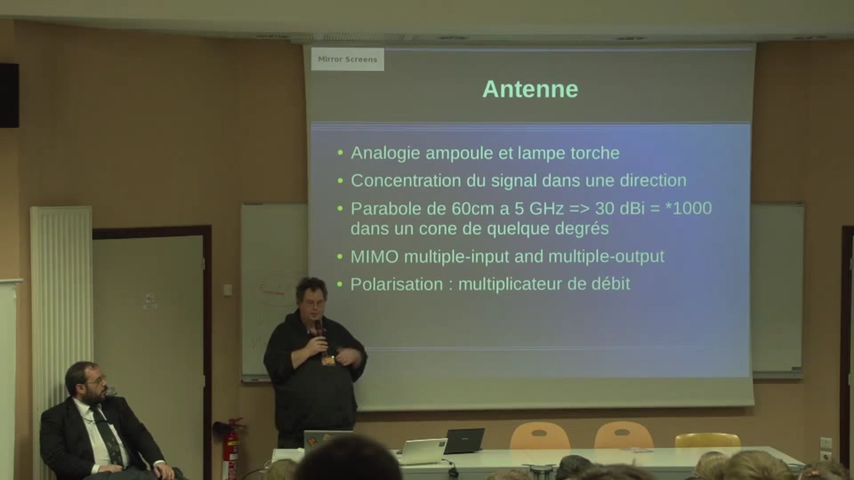 Mirror Screens
Antenne
• Analogie ampoule et lampe torche
• Concentration du signal dans une direction
• Parabole de 60cm a 5 GHz => 30 dBi = *1000
dans un cone de quelque degrés
• MIMO multiple-input and multiple-output
• Polarisation : multiplicateur de débit